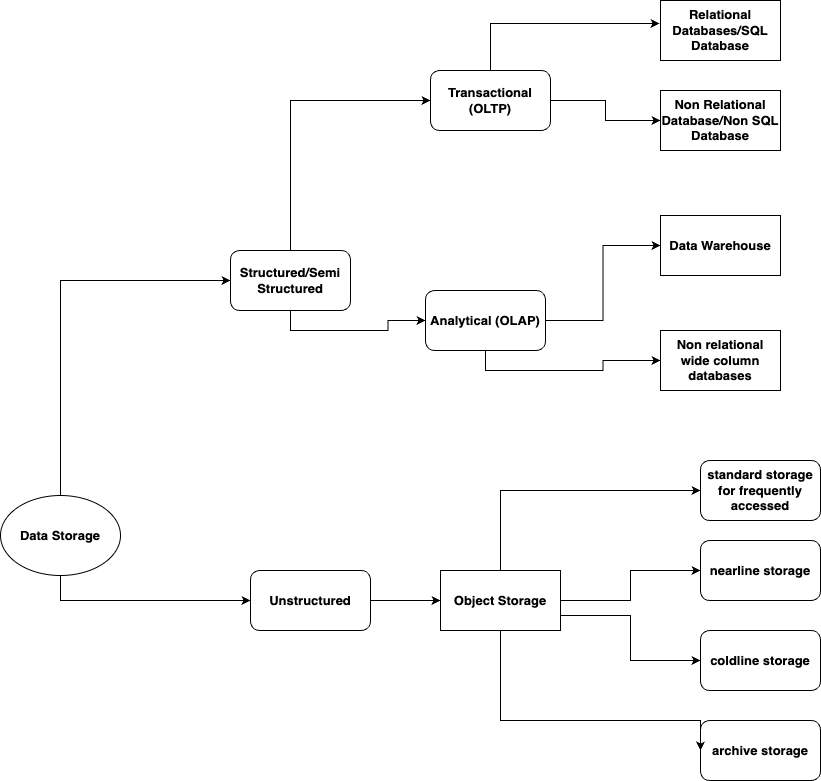 Relational
Databases/SQL
Database
Transactional
(OLTP)
Non Relational
Database/Non SQL
Database
Structured/Semi
Structured
Data Warehouse
Analytical (OLAP)
Non relational
wide column
databases
standard storage
for frequently
accessed
Data Storage
nearline storage
Unstructured
Object Storage
coldline storage
archive storage